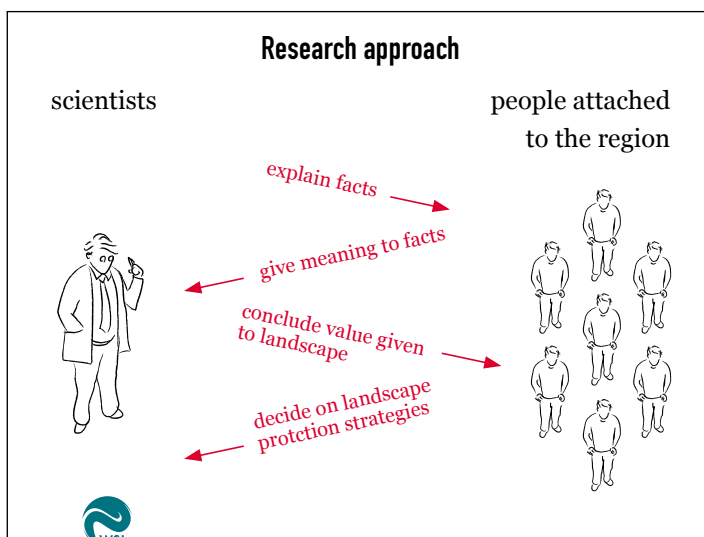 Research approach
scientists
people attached
to the region
explain facts
give meaning to facts
conclude value given
to landscape
decide on landscape
protction strategies